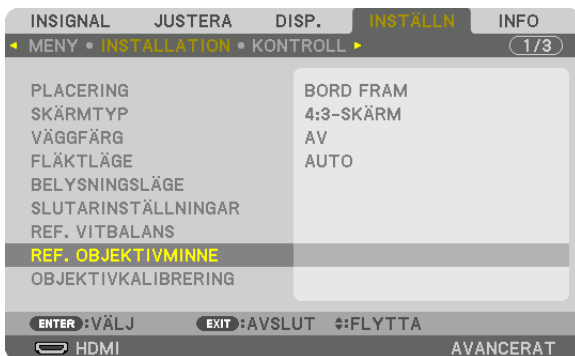 INSIGNAL JUSTERA DISP. INSTÄLLN INFO
MENY • INSTALLATION • KONTROLL 1/3
PLACERING BORD FRAM
SKÄRMTYP 4:3-SKÄRM
VÄGGFÄRG AV
FLÄKTLÄGE AUTO
BELYSNINGSLÄGE
SLUTARINSTÄLLNINGAR
REF. VITBALANS
REF. OBJEKTIVMINNE
OBJEKTIVKALIBRERING
ENTER :VÄLJ EXIT :AVSLUT :FLYTTA
HDMI AVANCERAT